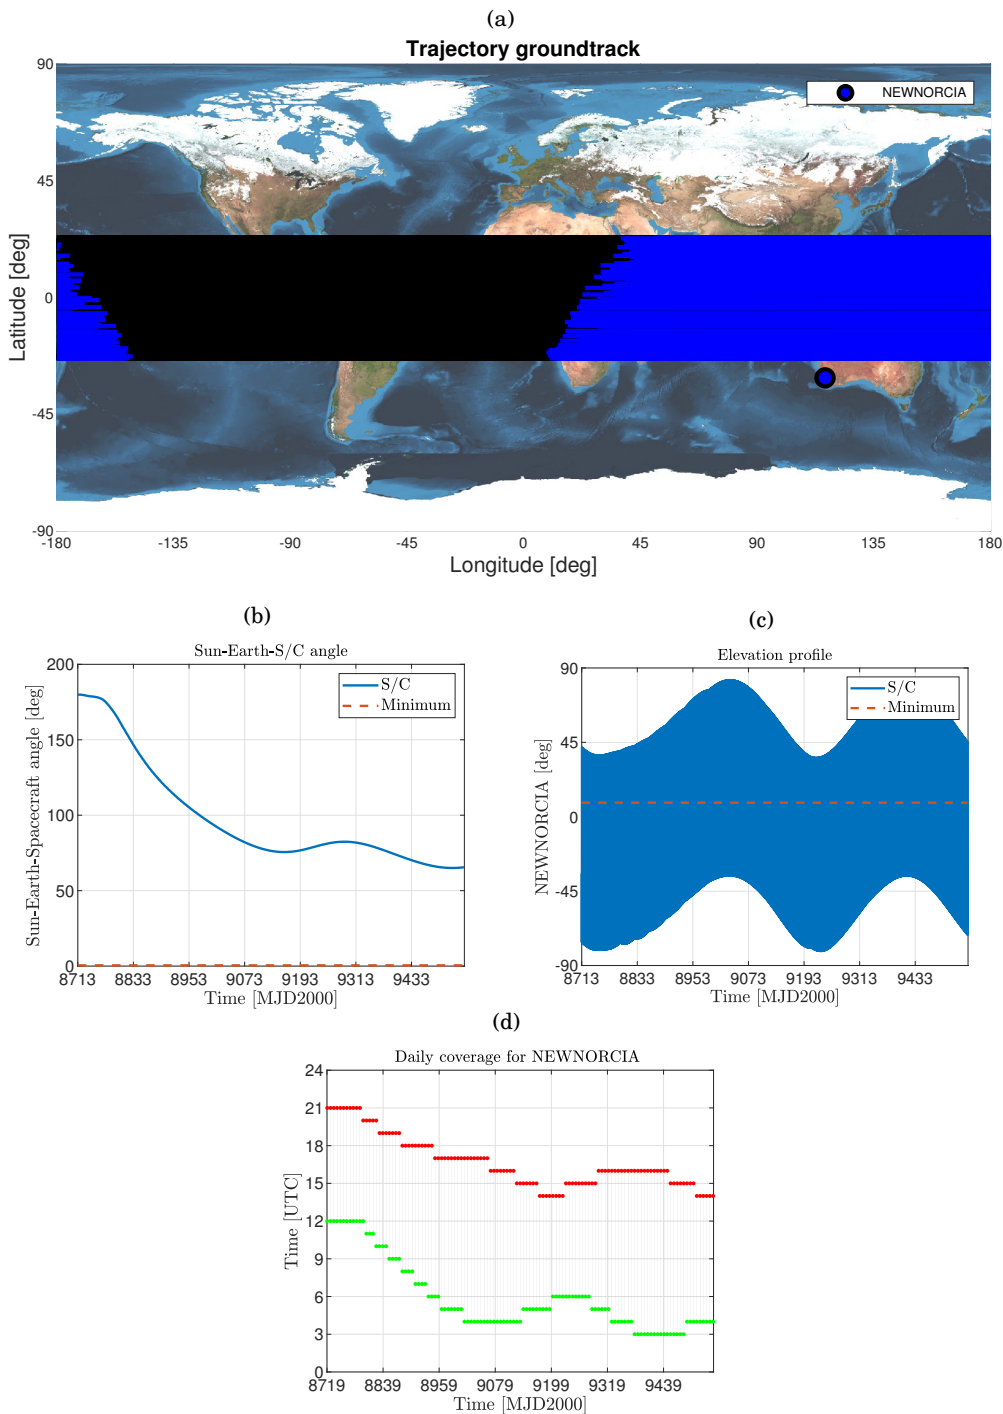 (a)
Trajectory groundtrack
NEWNORCIA
90
45
0
-45
-90
Latitude [deg]
-180 -135 -90 -45 0 45 90 135 180
Longitude [deg]
(b)
Sun-Earth-S/C angle
S/C
Minimum
200
150
100
50
0
Sun-Earth-Spacecraft angle [deg]
8713 8833 8953 9073 9193 9313 9433
Time [MJD2000]
(c)
Elevation profile
S/C
Minimum
90
45
0
-45
-90
NEWNORCIA [deg]
8713 8833 8953 9073 9193 9313 9433
Time [MJD2000]
(d)
Daily coverage for NEWNORCIA
24
21
18
15
12
9
6
3
0
Time [UTC]
8719 8839 8959 9079 9199 9319 9439
Time [MJD2000]